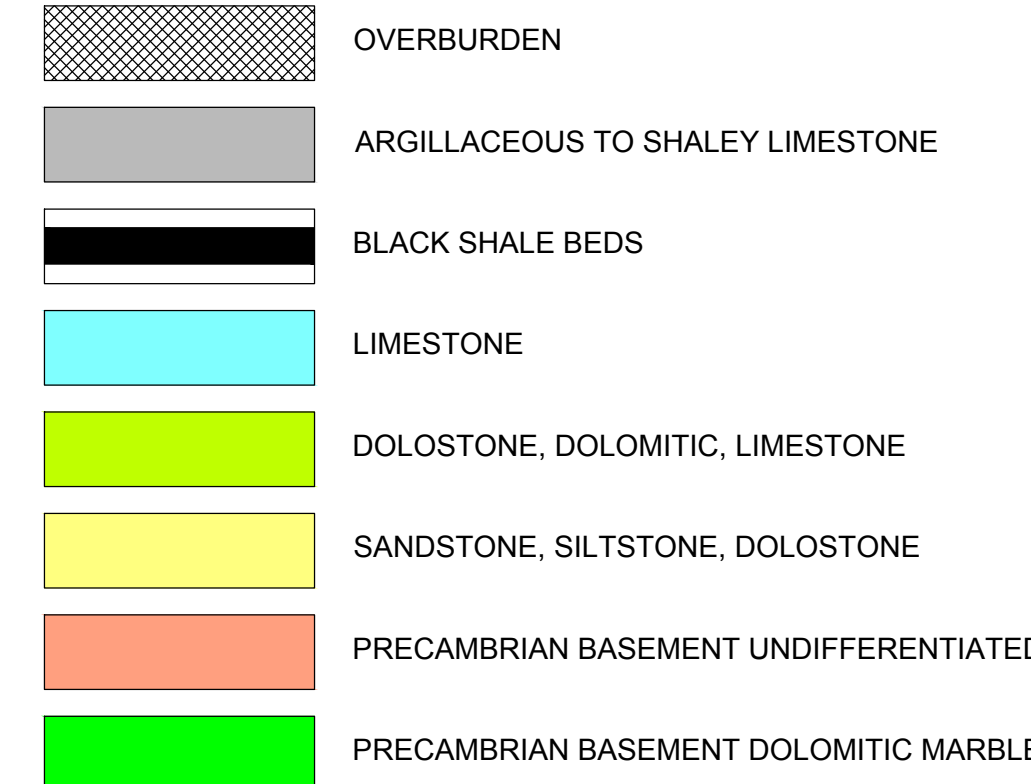 OVERBURDEN
ARGILLACEOUS TO SHALEY LIMESTONE
BLACK SHALE BEDS
LIMESTONE
DOLOSTONE, DOLOMITIC, LIMESTONE
SANDSTONE, SILTSTONE, DOLOSTONE
PRECAMBRIAN BASEMENT UNDIFFERENTIATED
PRECAMBRIAN BASEMENT DOLOMITIC MARBLE